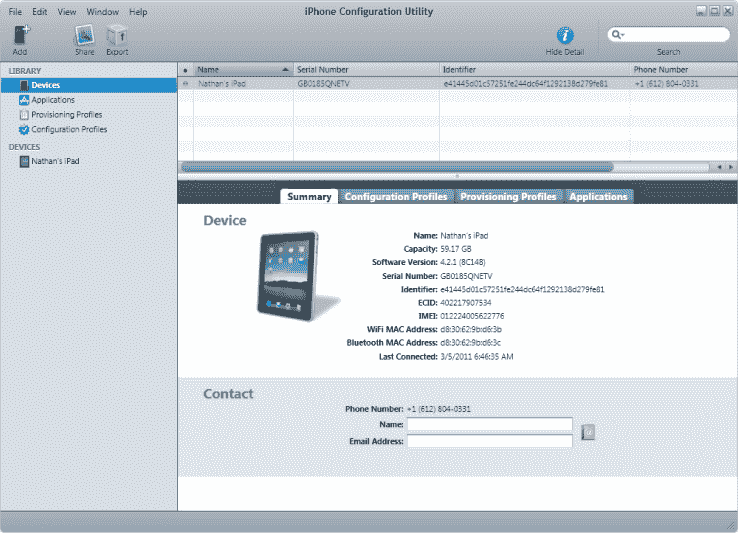 File Edit View Window Help
iPhone Configuration Utility
Add Share Export Hide Detail Search
LIBRARY
Devices
Applications
Provisioning Profiles
Configuration Profiles
DEVICES
Nathan's iPad
Name Serial Number Identifier Phone Number
Nathan's iPad GB0185QNETV e41445d01c57251fe244dc64f1292138d279fe81 +1 (612) 804-0331
Summary Configuration Profiles Provisioning Profiles Applications
Device
Name: Nathan's iPad
Capacity: 59.17 GB
Software Version: 4.2.1 (8C148)
Serial Number: GB0185QNETV
Identifier: e41445d01c57251fe244dc64f1292138d279fe81
ECID: 402217907534
IMEI: 012224005622776
WiFi MAC Address: d8:30:62:9b:d6:3b
Bluetooth MAC Address: d8:30:62:9b:d6:3c
Last Connected: 3/5/2011 6:46:35 AM
Contact
Phone Number: +1 (612) 804-0331
Name:
Email Address: